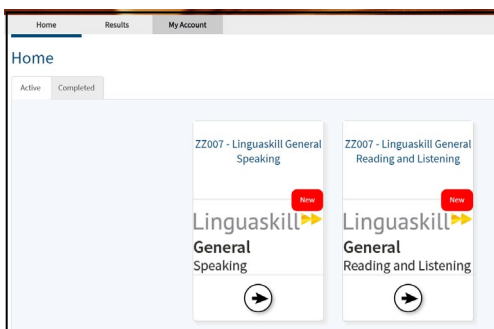 Home Results My Account
Home
Active Completed
ZZ007 - Linguaskill General
Speaking
New
Linguaskill
General
Speaking
ZZ007 - Linguaskill General
Reading and Listening
New
Linguaskill
General
Reading and Listening